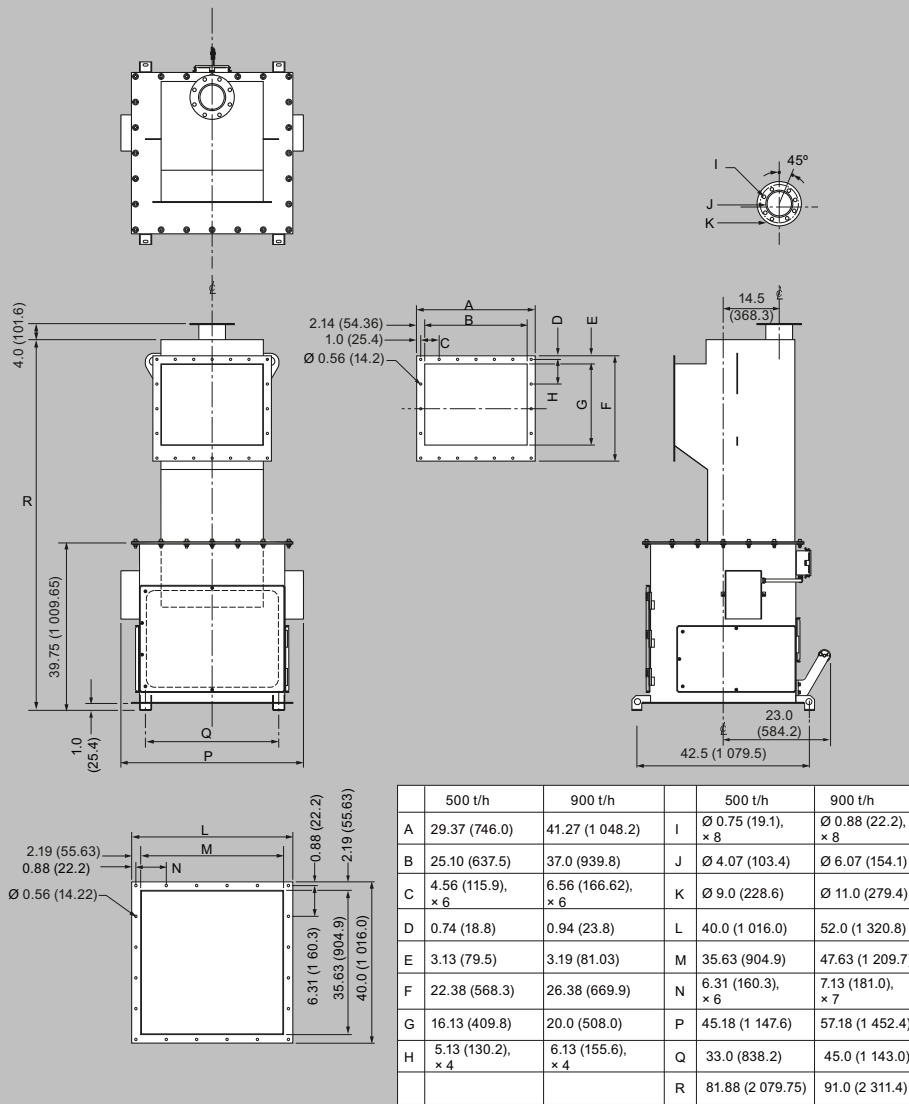 I
45º
J
K
4.0 (101.6)
℄
2.14 (54.36)
1.0 (25.4)
Ø 0.56 (14.2)
A
B
C
D
E
H
G
F
14.5
(368.3)
℄
R
39.75 (1 009.65)
1.0
(25.4)
Q
P
℄
23.0
(584.2)
42.5 (1 079.5)
L
M
N
2.19 (55.63)
0.88 (22.2)
Ø 0.56 (14.22)
0.88 (22.2)
2.19 (55.63)
6.31 (1 60.3)
35.63 (904.9)
40.0 (1 016.0)
500 t/h 900 t/h 500 t/h 900 t/h
A 29.37 (746.0) 41.27 (1 048.2) I Ø 0.75 (19.1), × 8 Ø 0.88 (22.2), × 8
B 25.10 (637.5) 37.0 (939.8) J Ø 4.07 (103.4) Ø 6.07 (154.1)
C 4.56 (115.9), × 6 6.56 (166.62), × 6 K Ø 9.0 (228.6) Ø 11.0 (279.4)
D 0.74 (18.8) 0.94 (23.8) L 40.0 (1 016.0) 52.0 (1 320.8)
E 3.13 (79.5) 3.19 (81.03) M 35.63 (904.9) 47.63 (1 209.7)
F 22.38 (568.3) 26.38 (669.9) N 6.31 (160.3), × 6 7.13 (181.0), × 7
G 16.13 (409.8) 20.0 (508.0) P 45.18 (1 147.6) 57.18 (1 452.4)
H 5.13 (130.2), × 4 6.13 (155.6), × 4 Q 33.0 (838.2) 45.0 (1 143.0)
R 81.88 (2 079.75) 91.0 (2 311.4)